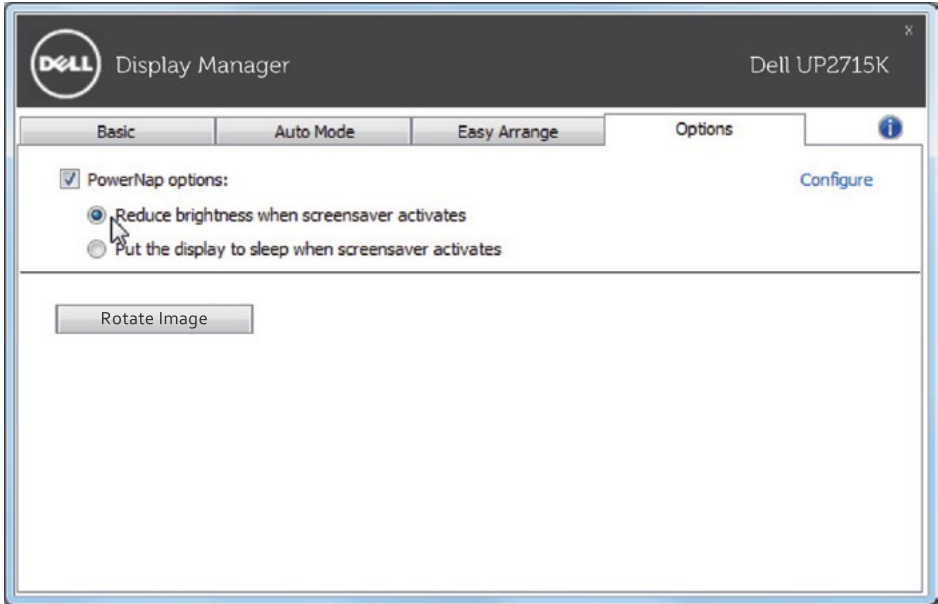 x
DELL Display Manager
Dell UP2715K
Basic Auto Mode Easy Arrange Options i
PowerNap options: Configure
Reduce brightness when screensaver activates
Put the display to sleep when screensaver activates
Rotate Image